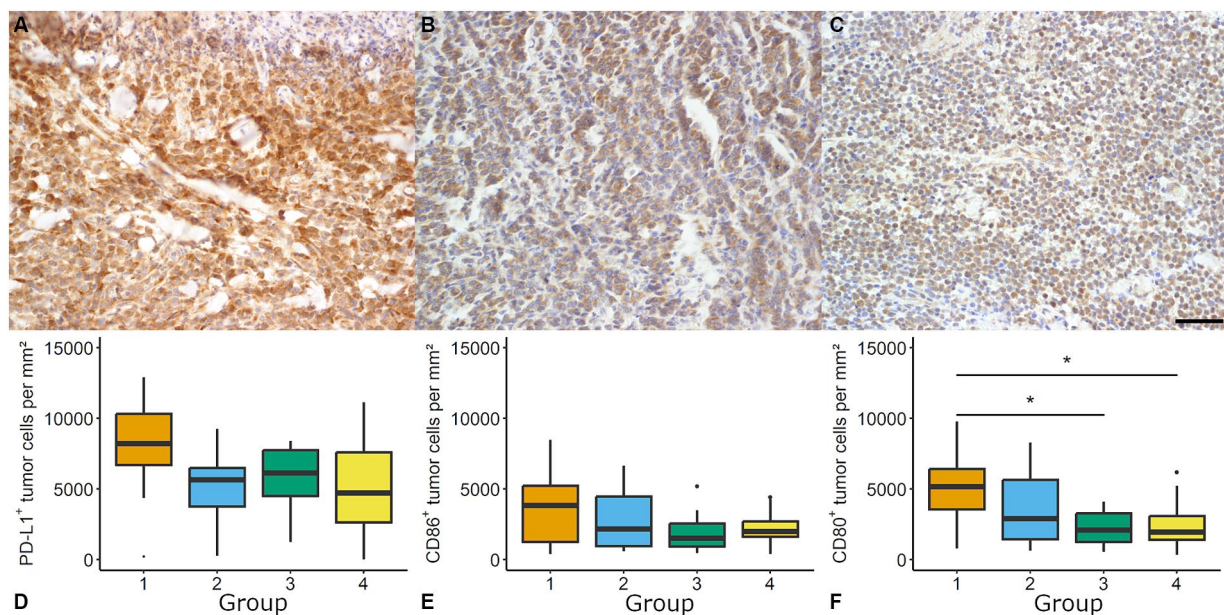 A
B
C
PD-L1⁺ tumor cells per mm²
15000
10000
5000
0
1 2 3 4
D
Group
CD86⁺ tumor cells per mm²
15000
10000
5000
0
1 2 3 4
E
Group
CD80⁺ tumor cells per mm²
15000
10000
5000
0
*
*
1 2 3 4
F
Group